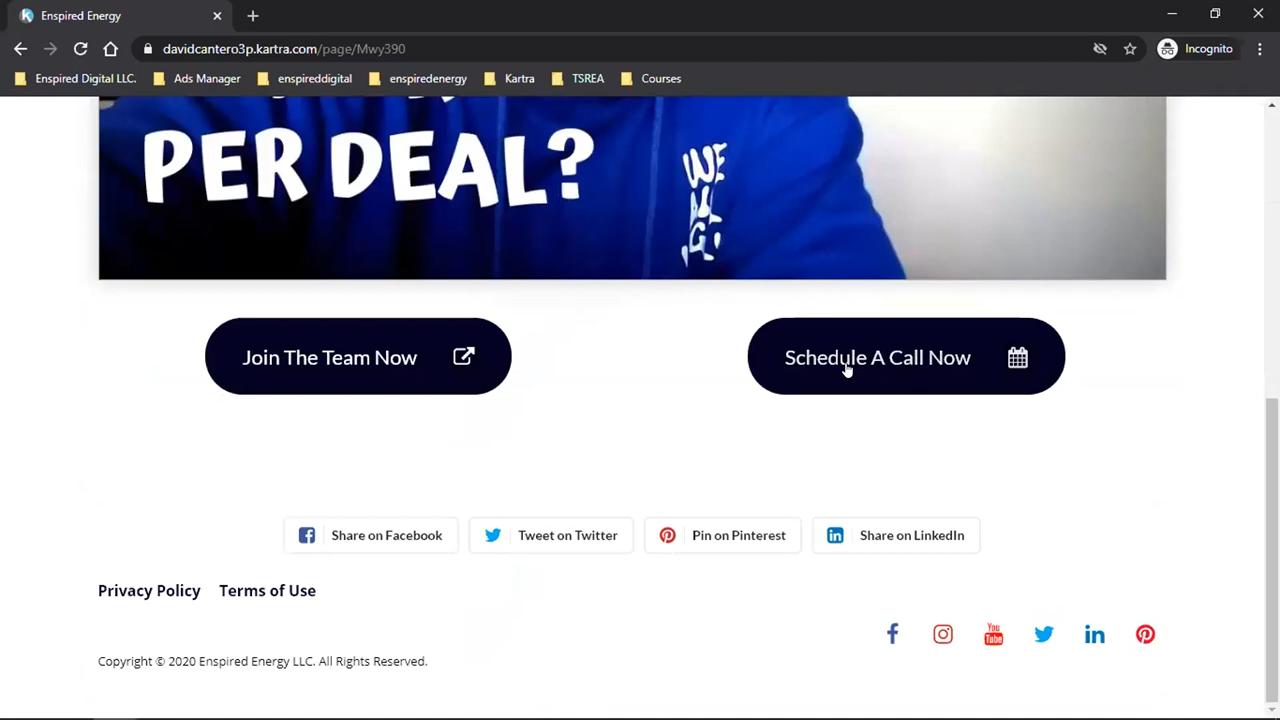 Enspired Energy
davidcantero3p.kartra.com/page/Mwy390
Incognito
Enspired Digital LLC.
Ads Manager
enspireddigital
enspiredenergy
Kartra
TSREA
Courses
PER DEAL?
Join The Team Now
Schedule A Call Now
Share on Facebook
Tweet on Twitter
Pin on Pinterest
Share on LinkedIn
Privacy Policy
Terms of Use
You
Tube
Copyright © 2020 Enspired Energy LLC. All Rights Reserved.